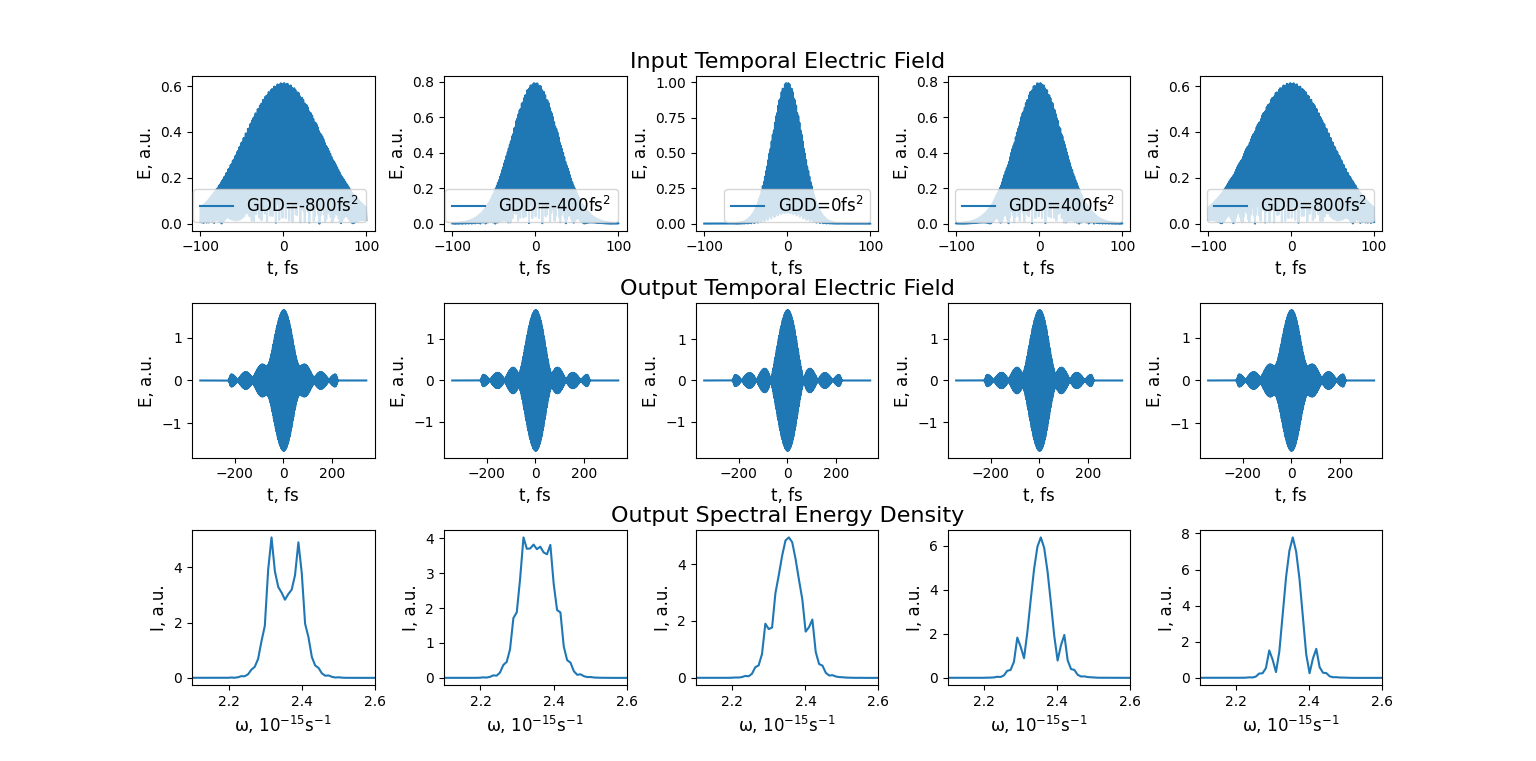 Input Temporal Electric Field
0.6
0.4
0.2
0.0
E, a.u.
GDD=-800fs²
−100 0 100
t, fs
0.8
0.6
0.4
0.2
0.0
E, a.u.
GDD=-400fs²
−100 0 100
t, fs
1.00
0.75
0.50
0.25
0.00
E, a.u.
GDD=0fs²
−100 0 100
t, fs
0.8
0.6
0.4
0.2
0.0
E, a.u.
GDD=400fs²
−100 0 100
t, fs
0.6
0.4
0.2
0.0
E, a.u.
GDD=800fs²
−100 0 100
t, fs
Output Temporal Electric Field
1
0
−1
E, a.u.
−200 0 200
t, fs
1
0
−1
E, a.u.
−200 0 200
t, fs
1
0
−1
E, a.u.
−200 0 200
t, fs
1
0
−1
E, a.u.
−200 0 200
t, fs
1
0
−1
E, a.u.
−200 0 200
t, fs
Output Spectral Energy Density
4
2
0
I, a.u.
2.2 2.4 2.6
ω, 10⁻¹⁵s⁻¹
4
3
2
1
0
I, a.u.
2.2 2.4 2.6
ω, 10⁻¹⁵s⁻¹
4
2
0
I, a.u.
2.2 2.4 2.6
ω, 10⁻¹⁵s⁻¹
6
4
2
0
I, a.u.
2.2 2.4 2.6
ω, 10⁻¹⁵s⁻¹
8
6
4
2
0
I, a.u.
2.2 2.4 2.6
ω, 10⁻¹⁵s⁻¹